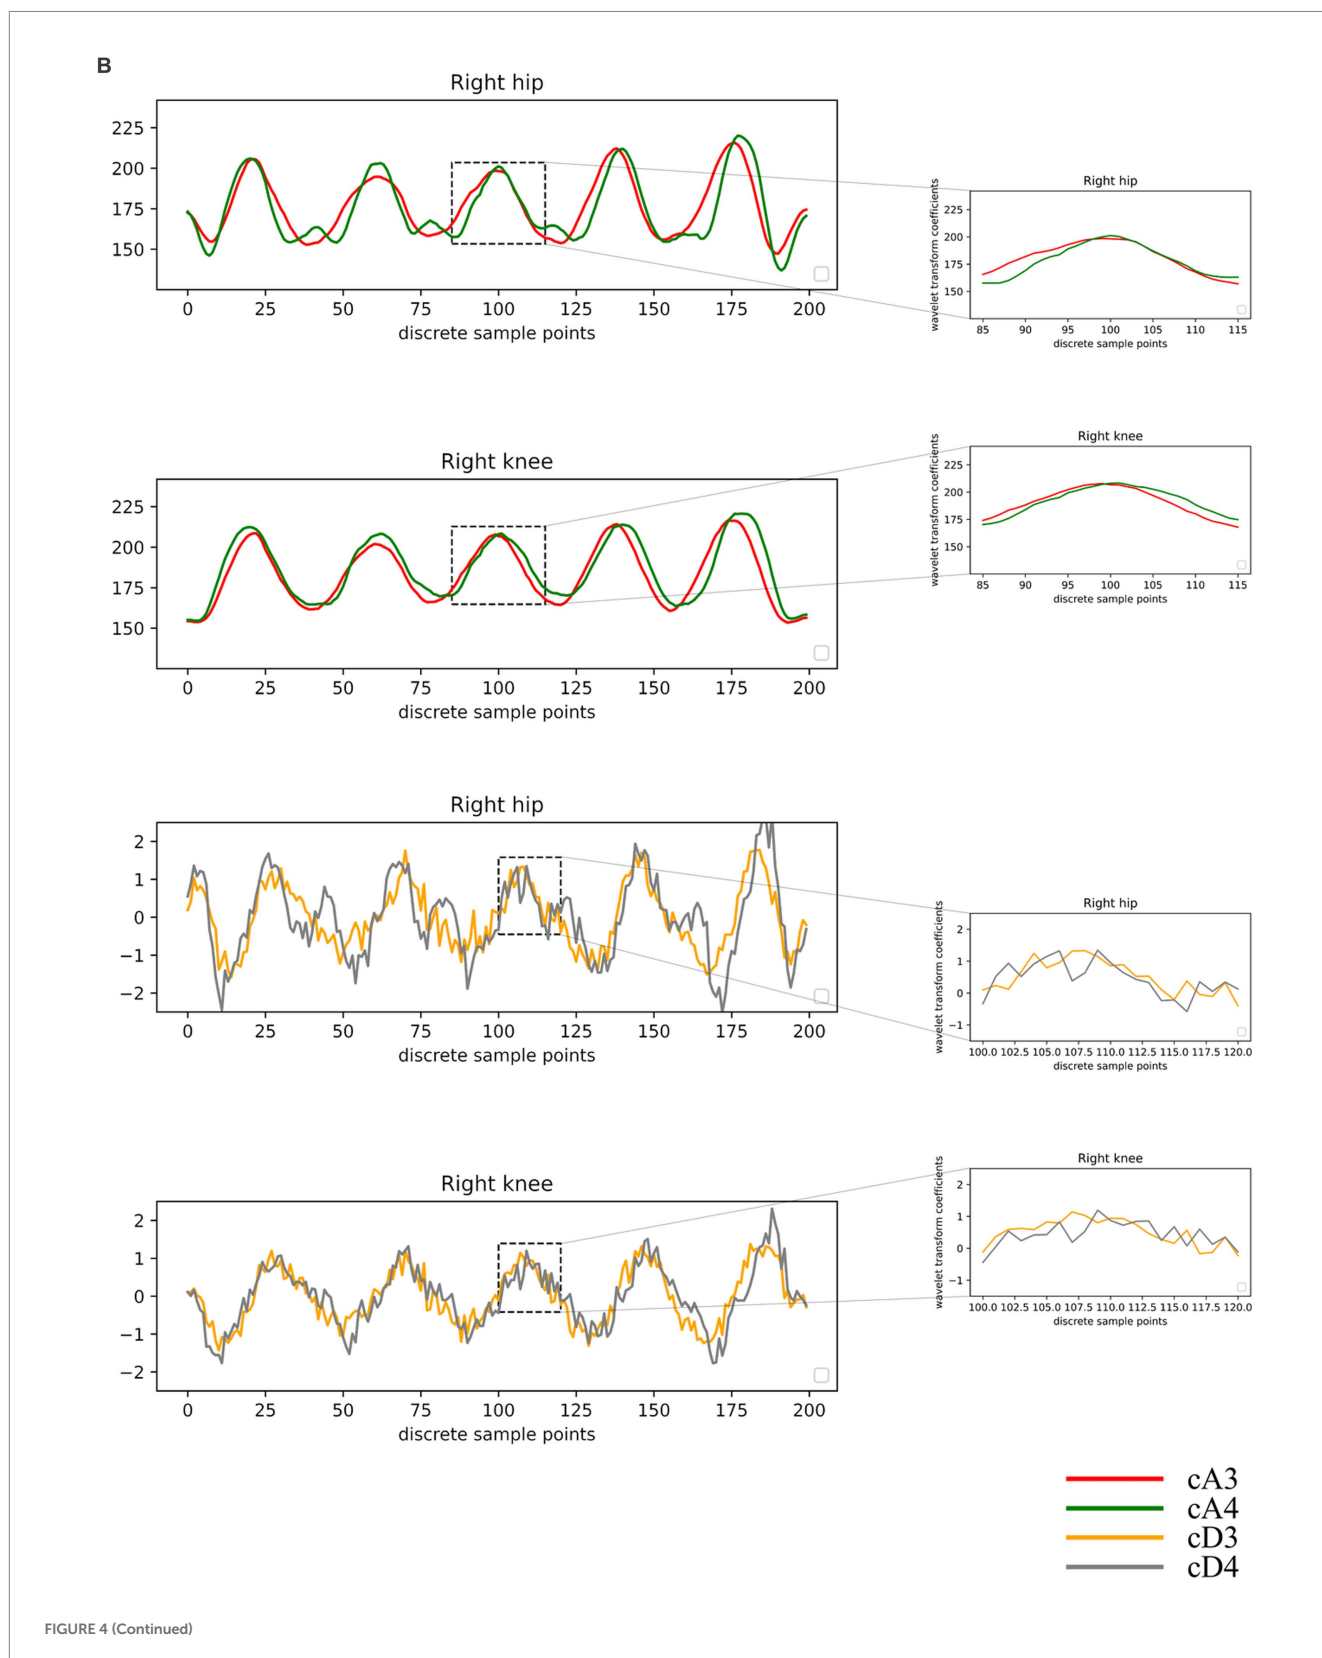 B
Right hip
225
200
175
150
0 25 50 75 100 125 150 175 200
discrete sample points
Right hip
wavelet transform coefficients
225
200
175
150
85 90 95 100 105 110 115
discrete sample points
Right knee
225
200
175
150
0 25 50 75 100 125 150 175 200
discrete sample points
Right knee
wavelet transform coefficients
225
200
175
150
85 90 95 100 105 110 115
discrete sample points
Right hip
2
1
0
−1
−2
0 25 50 75 100 125 150 175 200
discrete sample points
Right hip
wavelet transform coefficients
2
1
0
−1
100.0 102.5 105.0 107.5 110.0 112.5 115.0 117.5 120.0
discrete sample points
Right knee
2
1
0
−1
−2
0 25 50 75 100 125 150 175 200
discrete sample points
Right knee
wavelet transform coefficients
2
1
0
−1
100.0 102.5 105.0 107.5 110.0 112.5 115.0 117.5 120.0
discrete sample points
cA3
cA4
cD3
cD4
FIGURE 4 (Continued)